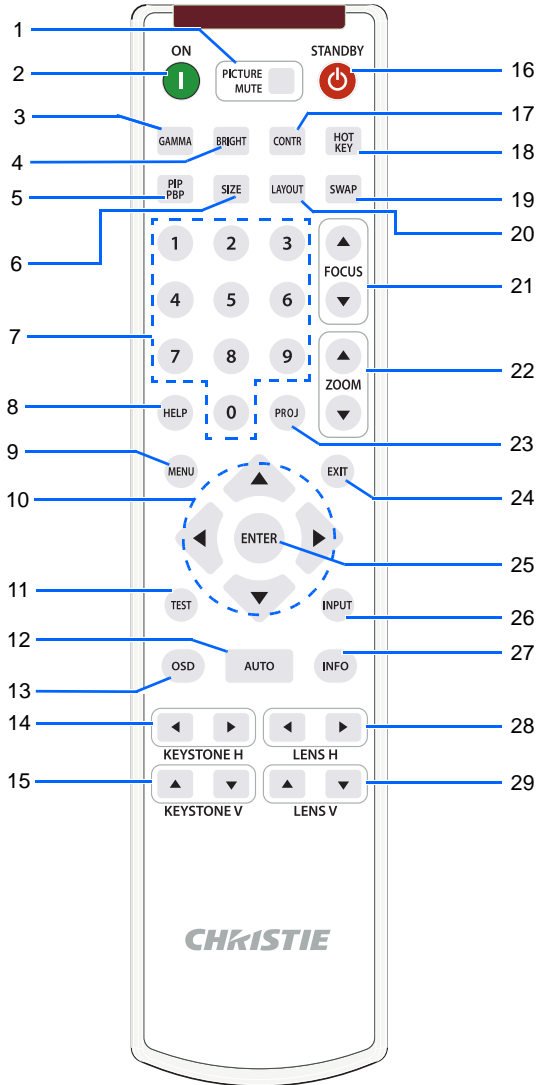 1
ON
STANDBY
2
PICTURE
MUTE
16
3
17
GAMMA
BRIGHT
CONTR
HOT
KEY
4
18
5
PIP
PBP
SIZE
LAYOUT
SWAP
19
6
20
1 2 3
FOCUS
21
4 5 6
7
7 8 9
ZOOM
22
8
HELP
0
PROJ
23
9
MENU
EXIT
24
10
ENTER
25
11
TEST
INPUT
26
12
27
OSD
AUTO
INFO
13
14
28
KEYSTONE H
LENS H
15
29
KEYSTONE V
LENS V
CHRISTIE